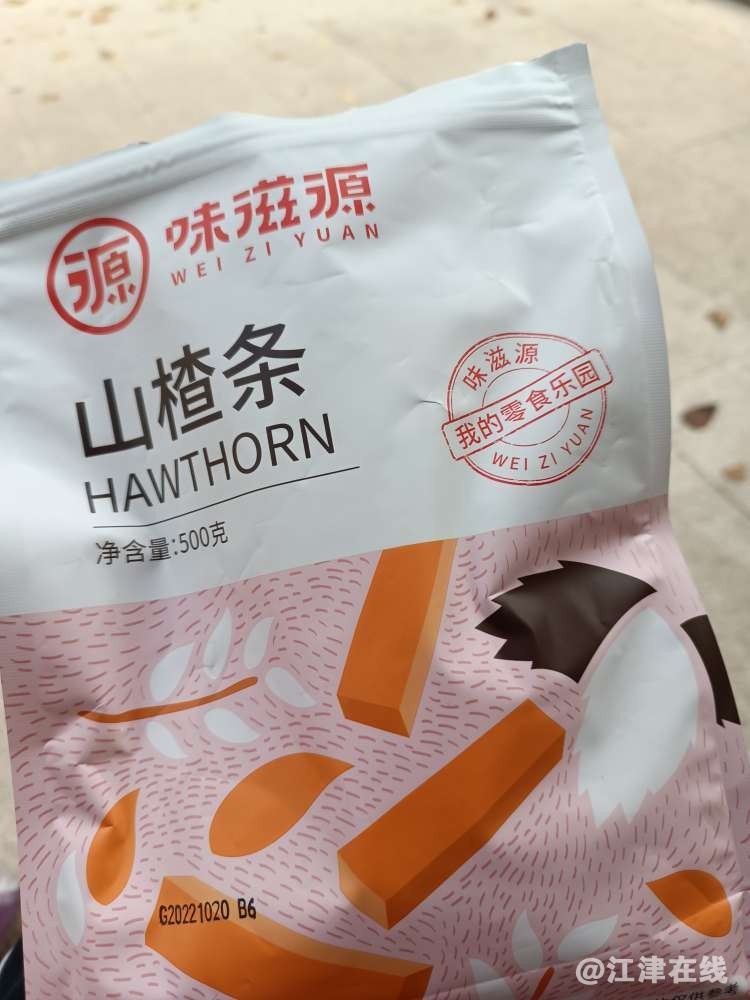 源
味滋源
WEI ZI YUAN
山楂条
HAWTHORN
净含量:500克
味滋源
我的零食乐园
WEI ZI YUAN
G20221020 B6
@江津在线